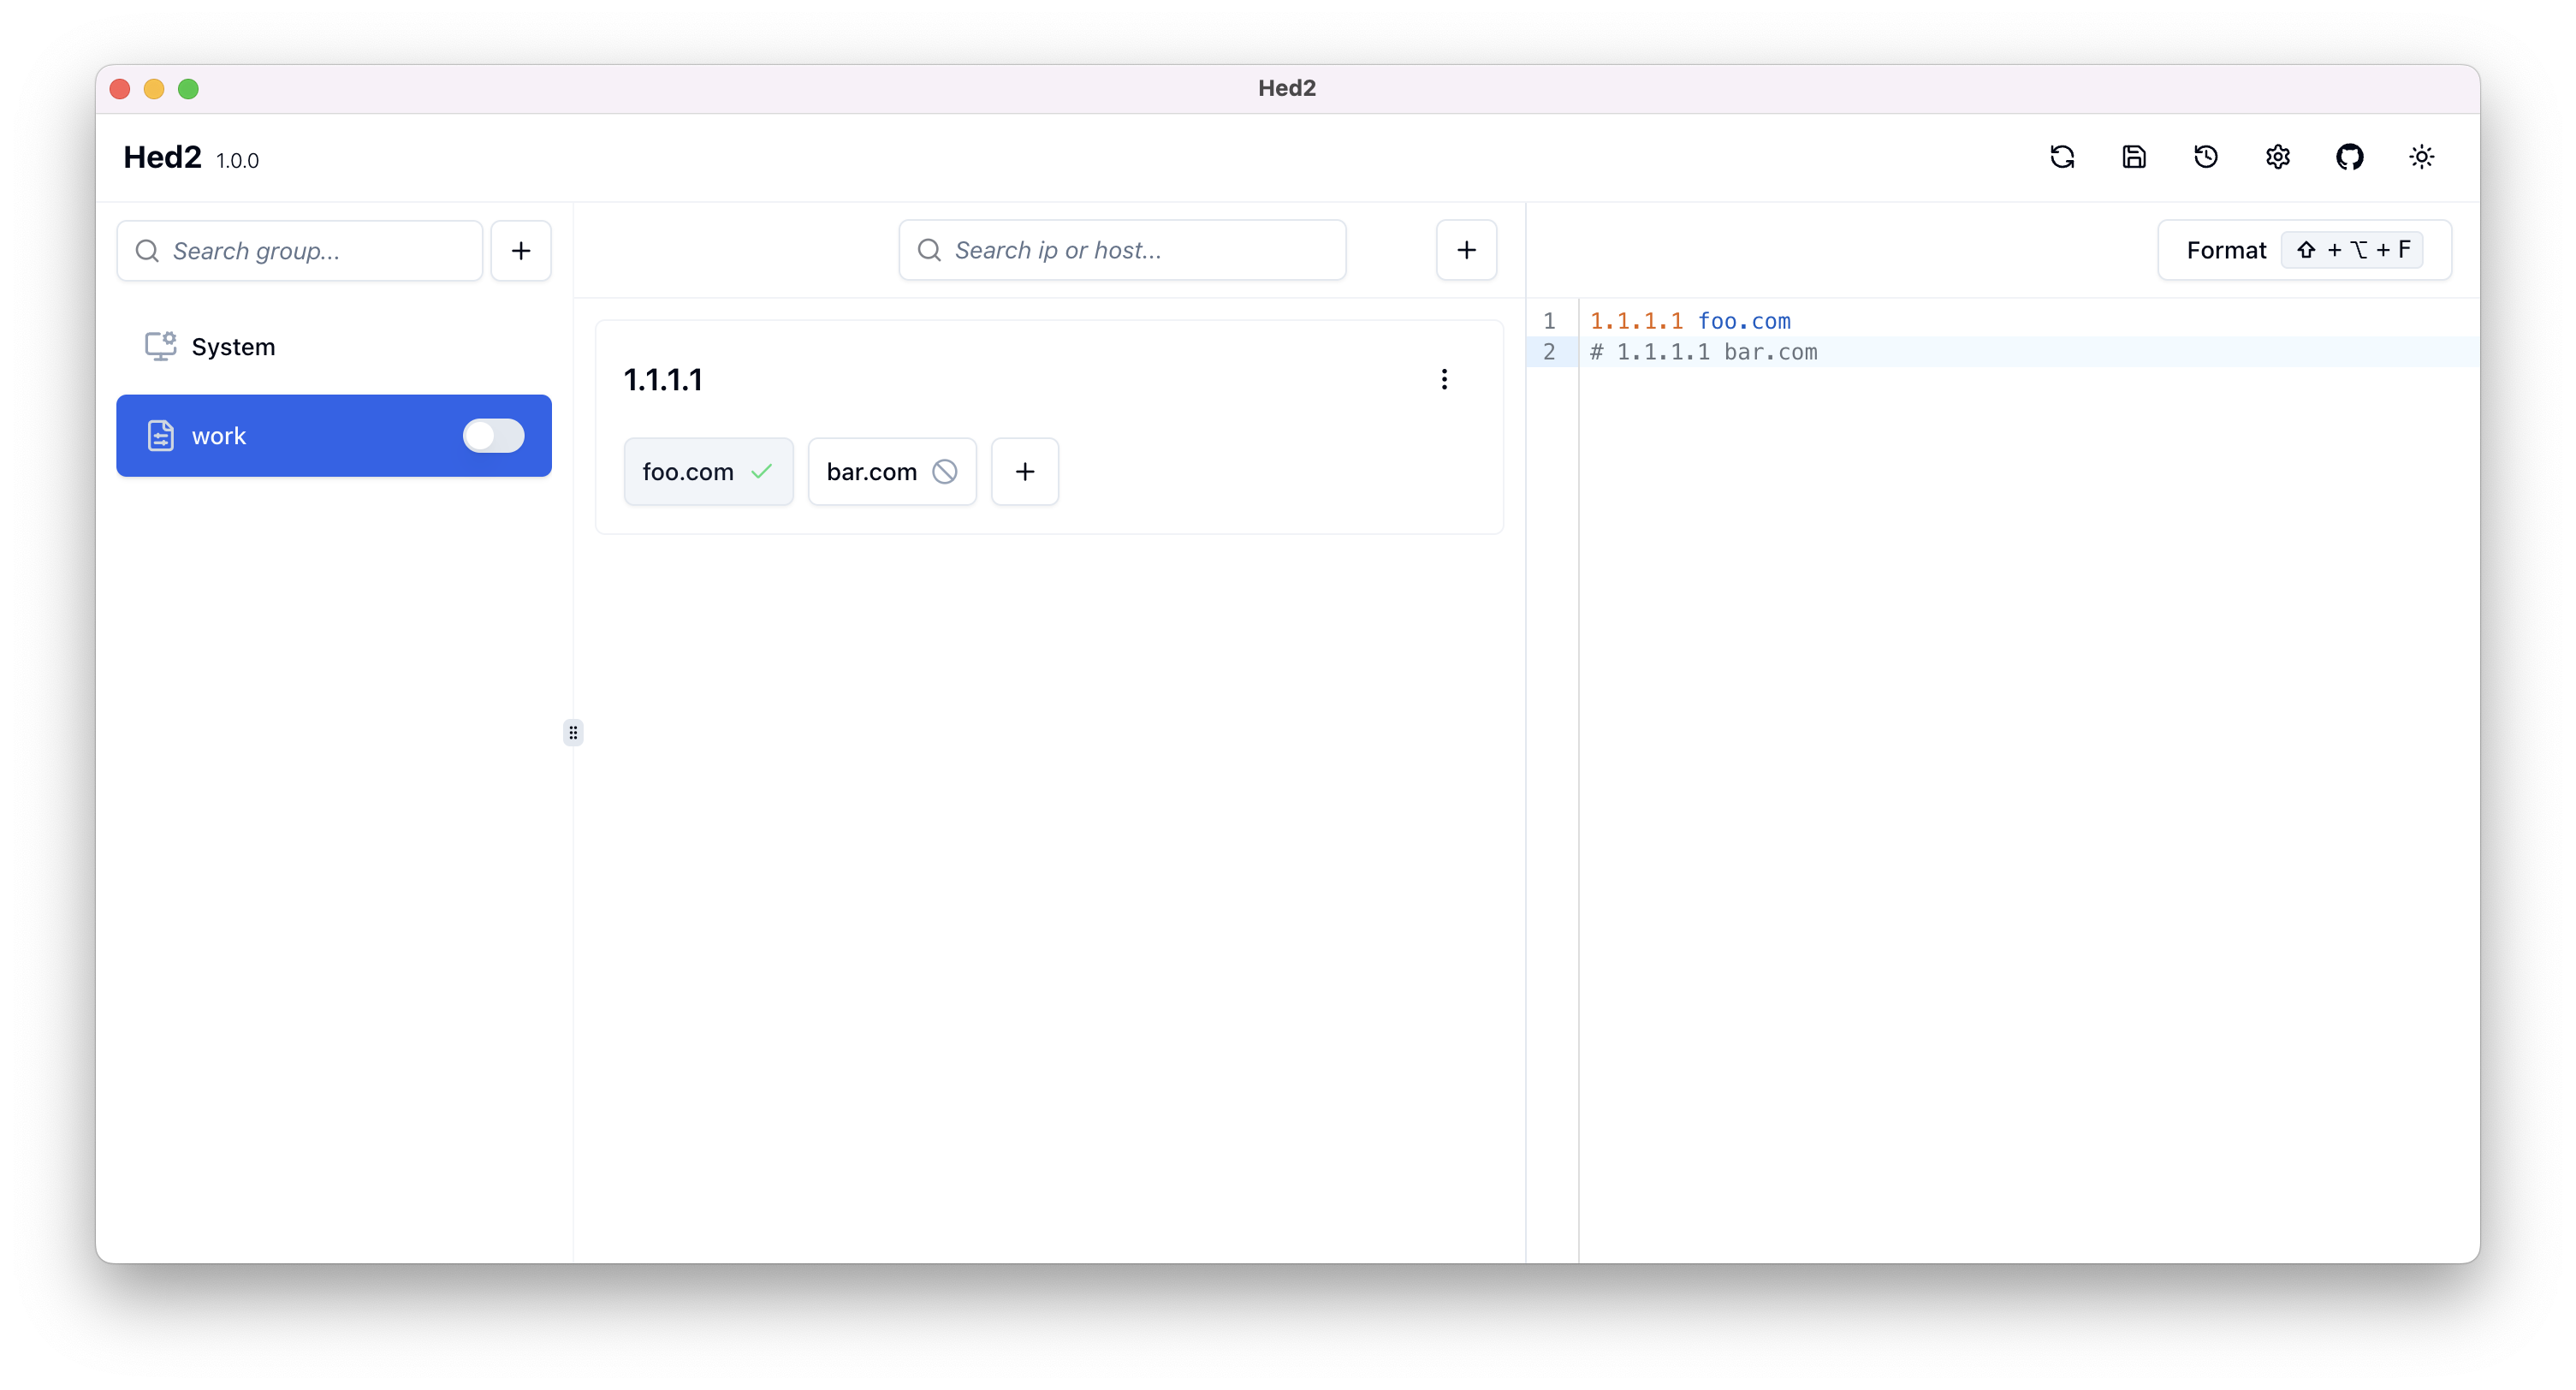 Hed2
Hed2 1.0.0
Search group...
System
work
Search ip or host...
1.1.1.1
foo.com
bar.com
Format ⇧ + ⌥ + F
1 1.1.1.1 foo.com
2 # 1.1.1.1 bar.com